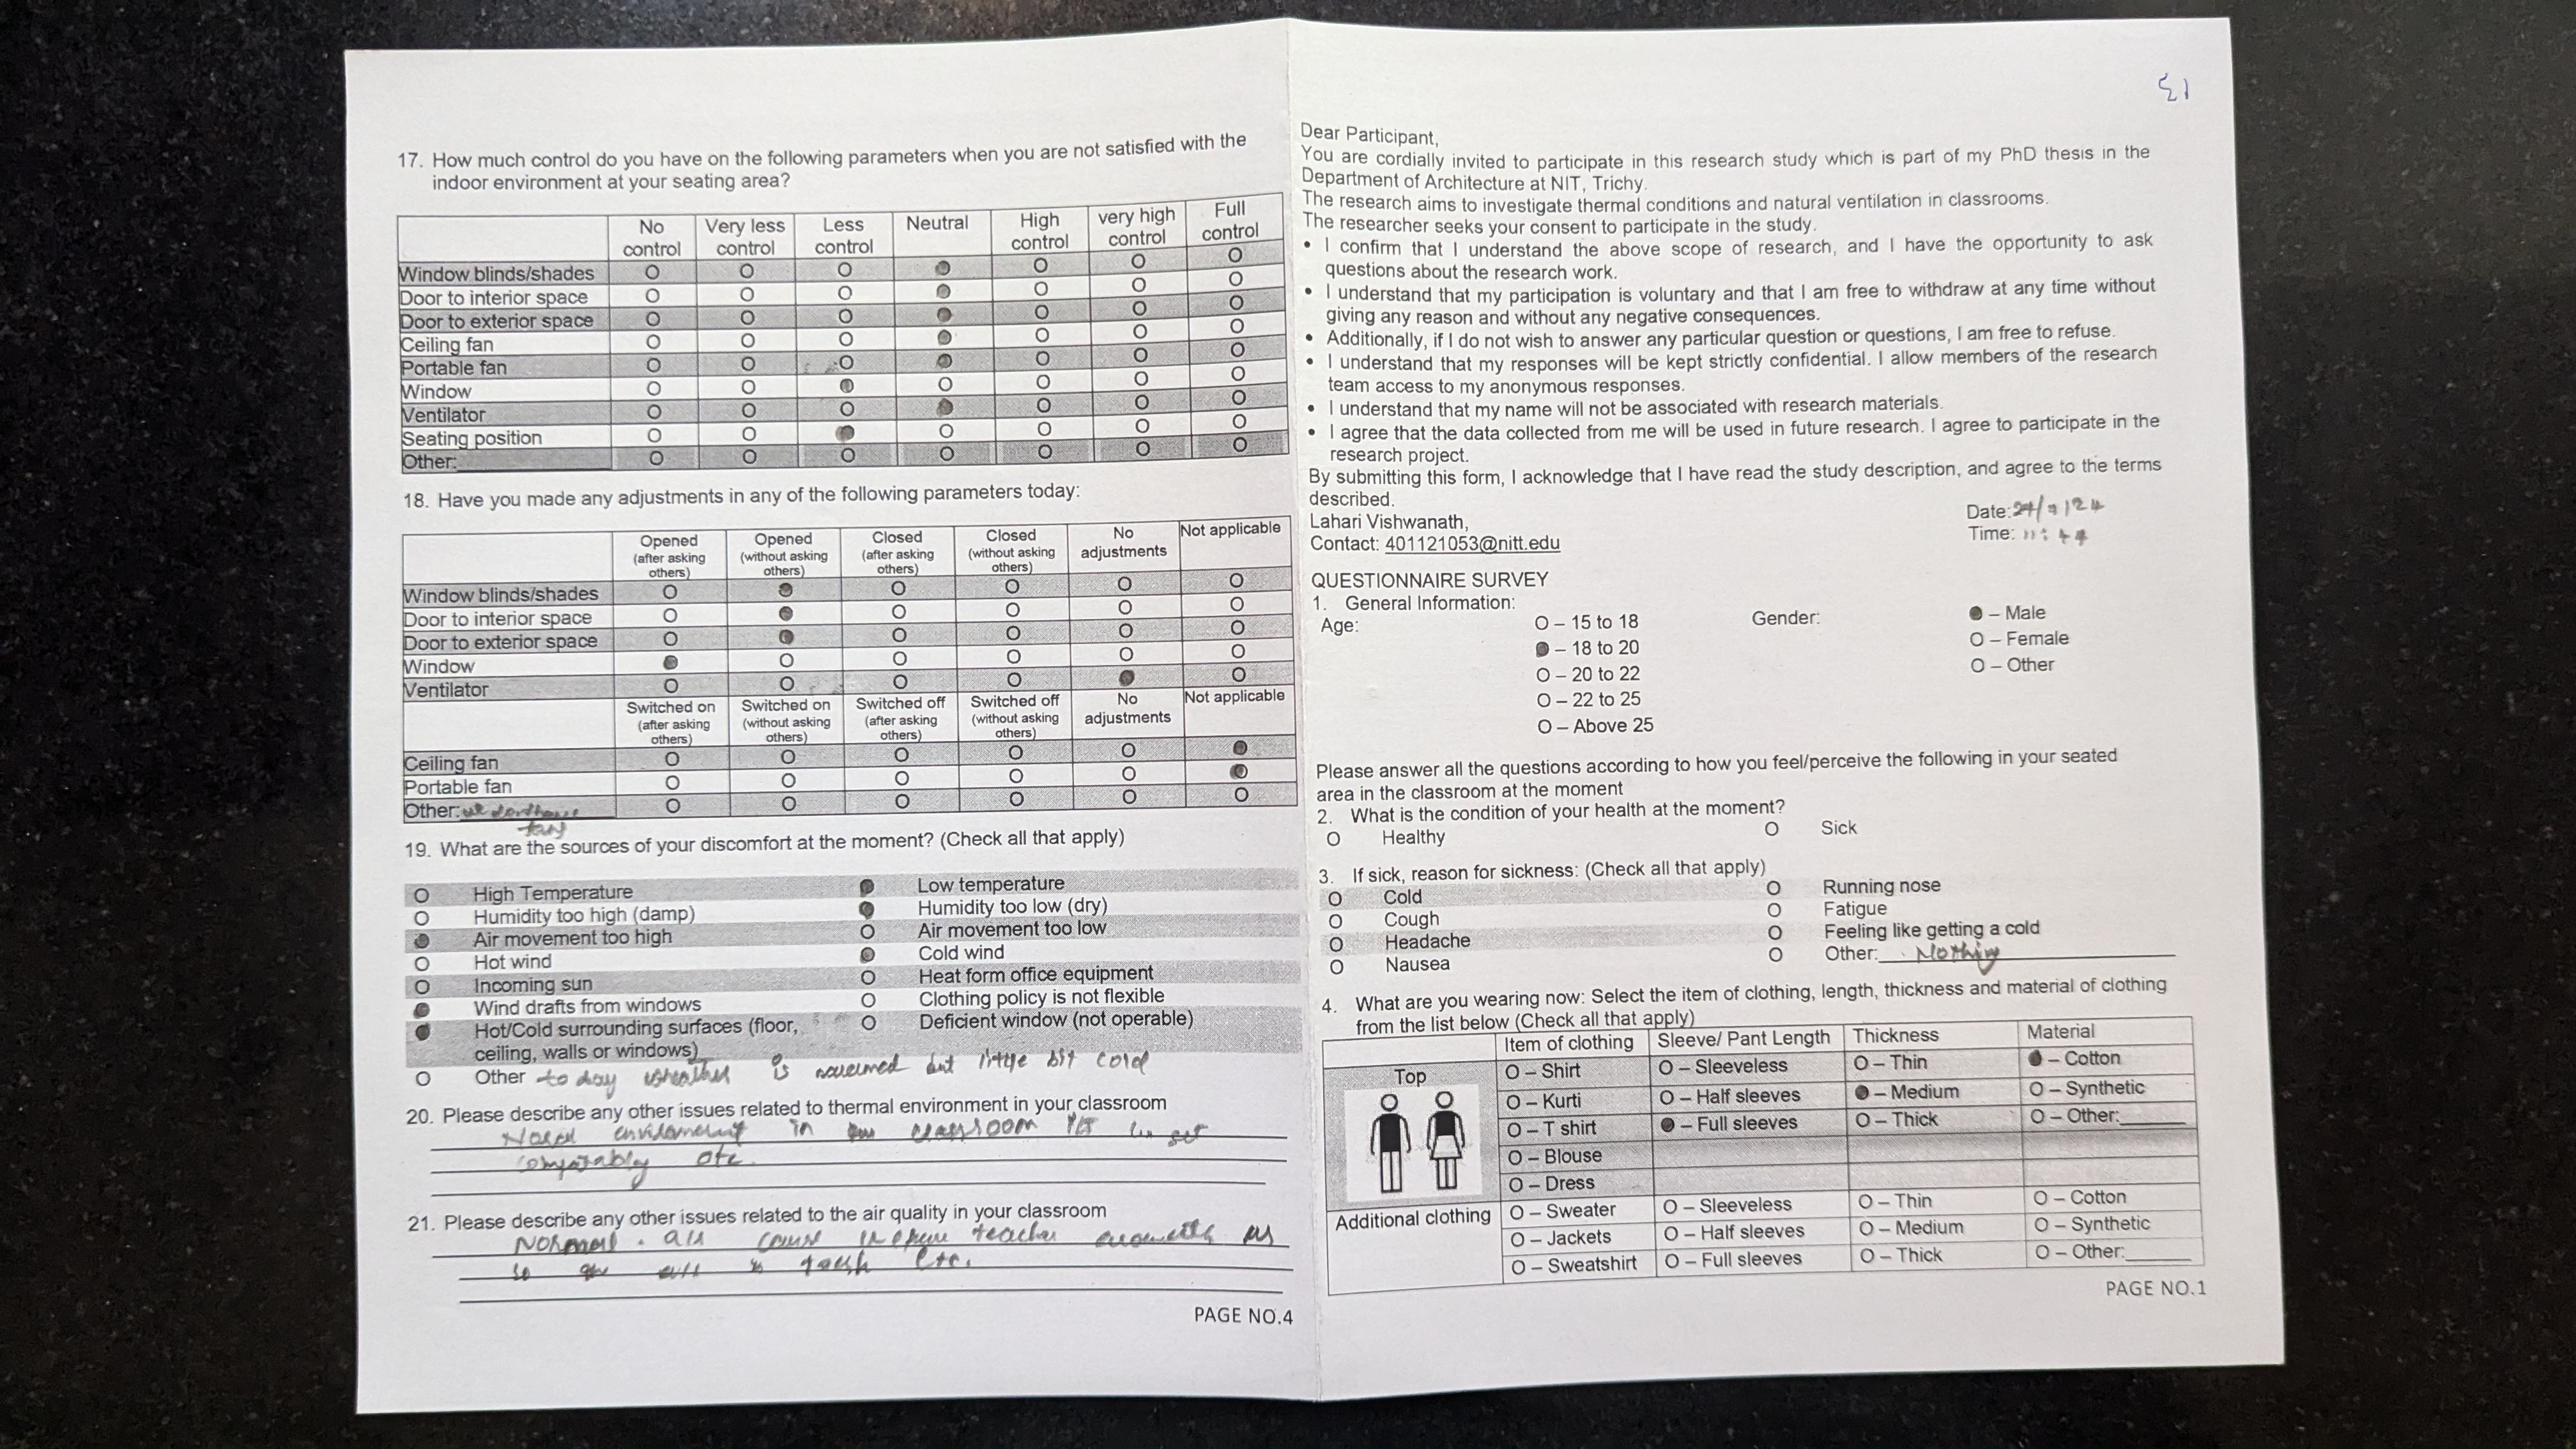 17. How much control do you have on the following parameters when you are not satisfied with the
indoor environment at your seating area?
No control Very less control Less control Neutral High control very high control Full control
Window blinds/shades O O O ● O O O
Door to interior space O O O ● O O O
Door to exterior space O O O ● O O O
Ceiling fan O O O ● O O O
Portable fan O O O ● O O O
Window O O ● O O O O
Ventilator O O O ● O O O
Seating position O O ● O O O O
Other: O O O O O O O
18. Have you made any adjustments in any of the following parameters today:
Opened (after asking others) Opened (without asking others) Closed (after asking others) Closed (without asking others) No adjustments Not applicable
Window blinds/shades O ● O O O O
Door to interior space O ● O O O O
Door to exterior space O ● O O O O
Window ● O O O O O
Ventilator O O O O ● O
Switched on (after asking others) Switched on (without asking others) Switched off (after asking others) Switched off (without asking others) No adjustments Not applicable
Ceiling fan O O O O O ●
Portable fan O O O O O ●
Other: O O O O O O
19. What are the sources of your discomfort at the moment? (Check all that apply)
O High Temperature ● Low temperature
O Humidity too high (damp) ● Humidity too low (dry)
● Air movement too high O Air movement too low
O Hot wind ● Cold wind
O Incoming sun O Heat form office equipment
● Wind drafts from windows O Clothing policy is not flexible
● Hot/Cold surrounding surfaces (floor, O Deficient window (not operable)
ceiling, walls or windows)
O Other to day is but little bit cold
20. Please describe any other issues related to thermal environment in your classroom
in classroom
21. Please describe any other issues related to the air quality in your classroom
Normal teacher
so etc.
PAGE NO.4
Dear Participant,
You are cordially invited to participate in this research study which is part of my PhD thesis in the
Department of Architecture at NIT, Trichy.
The research aims to investigate thermal conditions and natural ventilation in classrooms.
The researcher seeks your consent to participate in the study.
• I confirm that I understand the above scope of research, and I have the opportunity to ask
questions about the research work.
• I understand that my participation is voluntary and that I am free to withdraw at any time without
giving any reason and without any negative consequences.
• Additionally, if I do not wish to answer any particular question or questions, I am free to refuse.
• I understand that my responses will be kept strictly confidential. I allow members of the research
team access to my anonymous responses.
• I understand that my name will not be associated with research materials.
• I agree that the data collected from me will be used in future research. I agree to participate in the
research project.
By submitting this form, I acknowledge that I have read the study description, and agree to the terms
described.
Lahari Vishwanath,
Contact: 401121053@nitt.edu
Date:
Time: 11:44
QUESTIONNAIRE SURVEY
1. General Information:
Age: O – 15 to 18 Gender: ● – Male
● – 18 to 20 O – Female
O – 20 to 22 O – Other
O – 22 to 25
O – Above 25
Please answer all the questions according to how you feel/perceive the following in your seated
area in the classroom at the moment
2. What is the condition of your health at the moment?
O Healthy O Sick
3. If sick, reason for sickness: (Check all that apply)
O Cold O Running nose
O Cough O Fatigue
O Headache O Feeling like getting a cold
O Nausea O Other: Nothing
4. What are you wearing now: Select the item of clothing, length, thickness and material of clothing
from the list below (Check all that apply)
Item of clothing Sleeve/ Pant Length Thickness Material
Top O – Shirt O – Sleeveless O – Thin ● – Cotton
O – Kurti O – Half sleeves ● – Medium O – Synthetic
O – T shirt ● – Full sleeves O – Thick O – Other:
O – Blouse
O – Dress
Additional clothing O – Sweater O – Sleeveless O – Thin O – Cotton
O – Jackets O – Half sleeves O – Medium O – Synthetic
O – Sweatshirt O – Full sleeves O – Thick O – Other:
PAGE NO.1